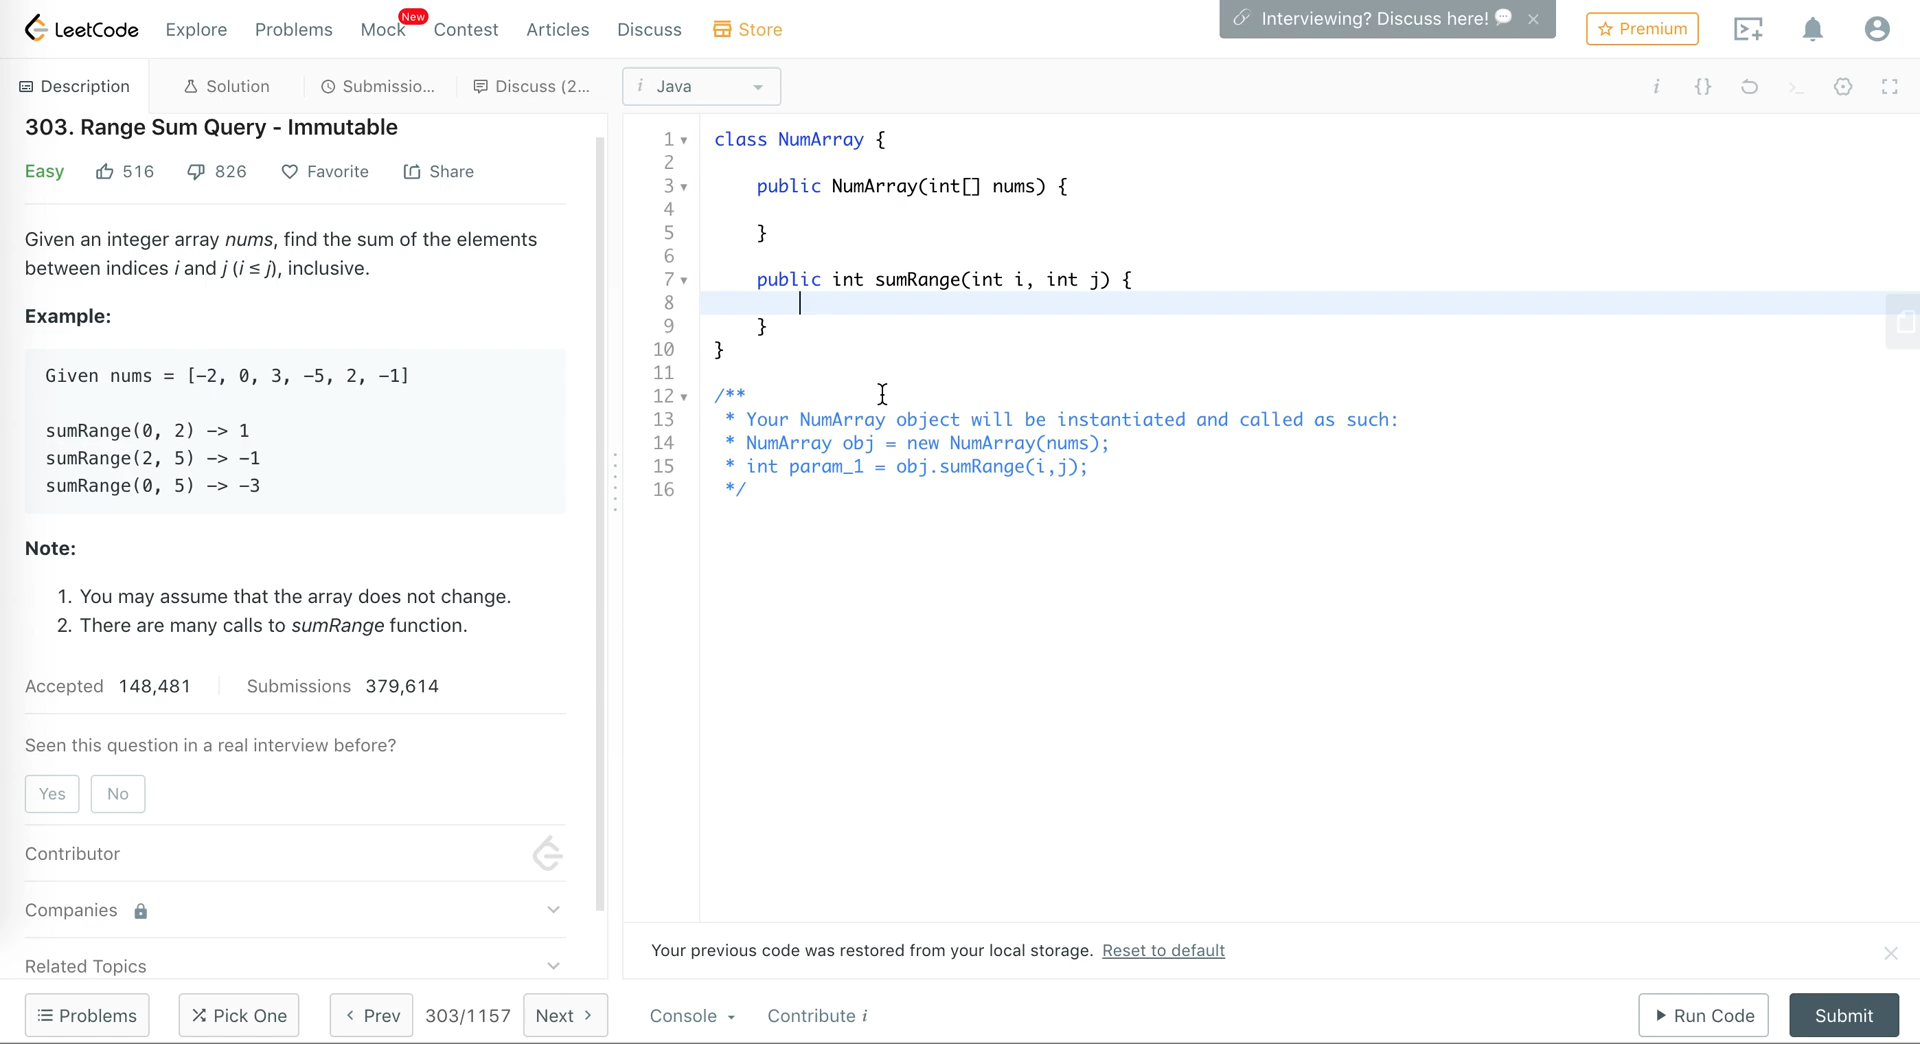 LeetCode Explore Problems Mock New Contest Articles Discuss Store Interviewing? Discuss here! 💬 × Premium
Description Solution Submissio... Discuss (2... i Java i {}
303. Range Sum Query - Immutable
Easy 516 826 Favorite Share
Given an integer array nums, find the sum of the elements
between indices i and j (i ≤ j), inclusive.
Example:
Given nums = [-2, 0, 3, -5, 2, -1]
sumRange(0, 2) -> 1
sumRange(2, 5) -> -1
sumRange(0, 5) -> -3
Note:
1. You may assume that the array does not change.
2. There are many calls to sumRange function.
Accepted 148,481 Submissions 379,614
Seen this question in a real interview before?
Yes No
Contributor
Companies
Related Topics
1 class NumArray {
2
3 public NumArray(int[] nums) {
4
5 }
6
7 public int sumRange(int i, int j) {
8
9 }
10 }
11
12 /**
13 * Your NumArray object will be instantiated and called as such:
14 * NumArray obj = new NumArray(nums);
15 * int param_1 = obj.sumRange(i,j);
16 */
Your previous code was restored from your local storage. Reset to default ×
Problems Pick One < Prev 303/1157 Next > Console Contribute i Run Code Submit